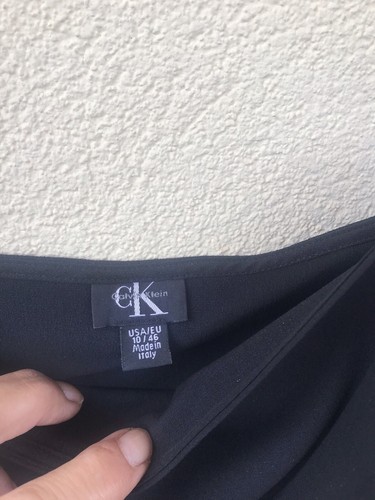 CK
Calvin Klein
USA/EU
10/46
Made in
Italy